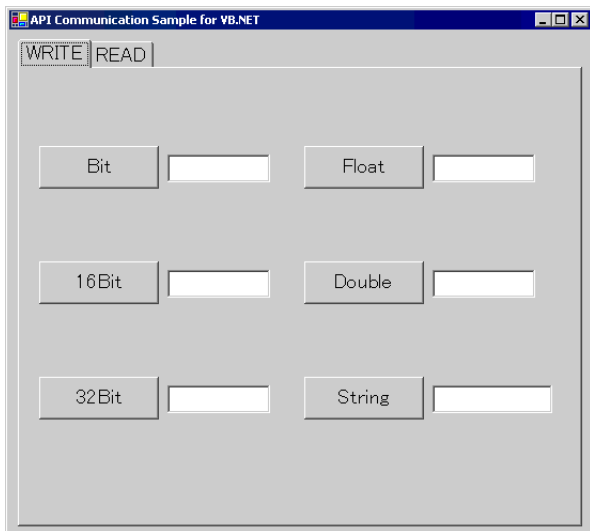 API Communication Sample for VB.NET
WRITE READ
Bit Float
16Bit Double
32Bit String